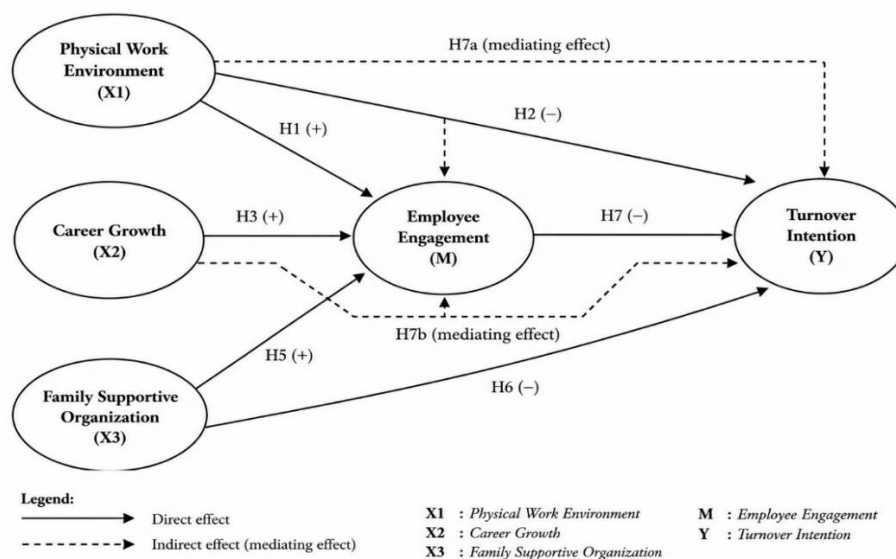 H7a (mediating effect)
Physical Work
Environment
(X1)
H1 (+)
H2 (−)
Career Growth
(X2)
H3 (+)
Employee
Engagement
(M)
H7 (−)
Turnover
Intention
(Y)
H7b (mediating effect)
H5 (+)
H6 (−)
Family Supportive
Organization
(X3)
Legend:
Direct effect
Indirect effect (mediating effect)
X1 : Physical Work Environment
X2 : Career Growth
X3 : Family Supportive Organization
M : Employee Engagement
Y : Turnover Intention